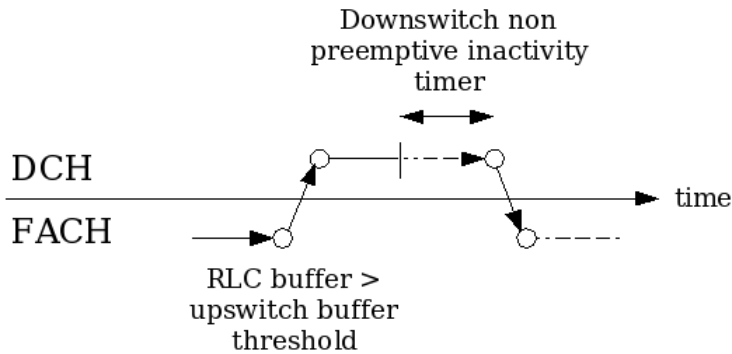 Downswitch non
preemptive inactivity
timer
DCH
time
FACH
RLC buffer >
upswitch buffer
threshold